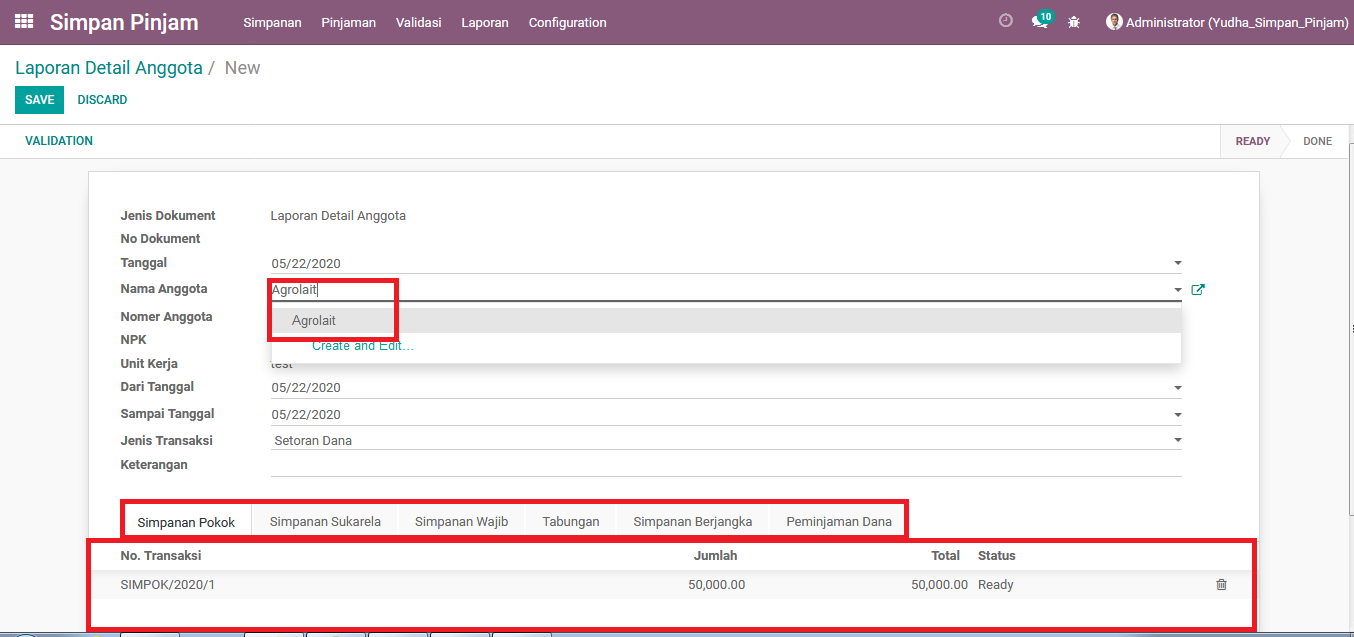 Simpan Pinjam Simpanan Pinjaman Validasi Laporan Configuration 10 Administrator (Yudha_Simpan_Pinjam)
Laporan Detail Anggota / New
SAVE DISCARD
VALIDATION READY DONE
Jenis Dokument Laporan Detail Anggota
No Dokument
Tanggal 05/22/2020
Nama Anggota Agrolait
Nomer Anggota Agrolait
NPK Create and Edit...
Unit Kerja test
Dari Tanggal 05/22/2020
Sampai Tanggal 05/22/2020
Jenis Transaksi Setoran Dana
Keterangan
Simpanan Pokok Simpanan Sukarela Simpanan Wajib Tabungan Simpanan Berjangka Peminjaman Dana
No. Transaksi Jumlah Total Status
SIMPOK/2020/1 50,000.00 50,000.00 Ready